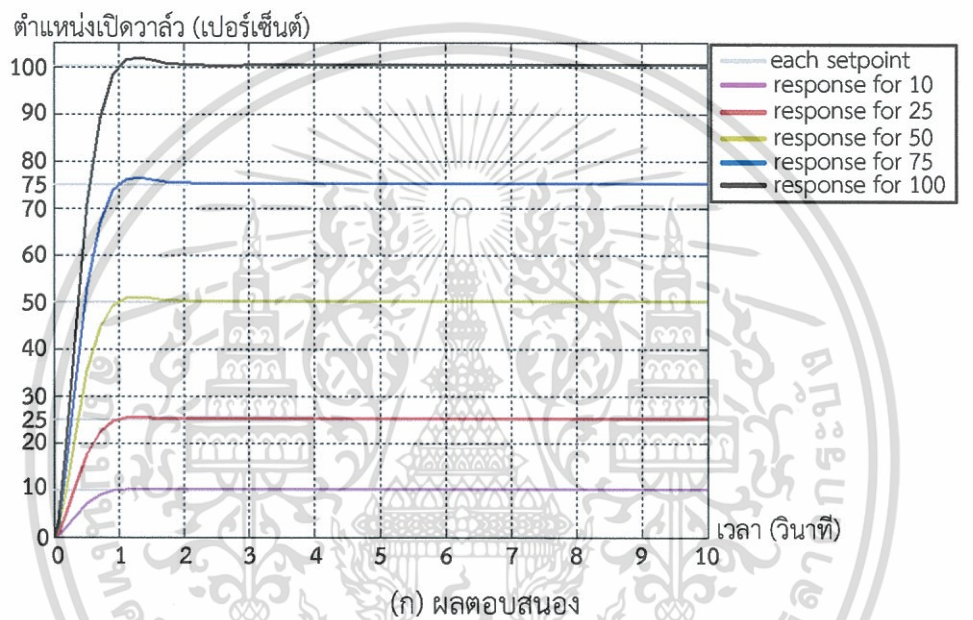 ตำแหน่งเปิดวาล์ว (เปอร์เซ็นต์)
100
90
80
75
70
60
50
40
30
25
20
10
0
0 1 2 3 4 5 6 7 8 9 10
เวลา (วินาที)
each setpoint
response for 10
response for 25
response for 50
response for 75
response for 100
(ก) ผลตอบสนอง